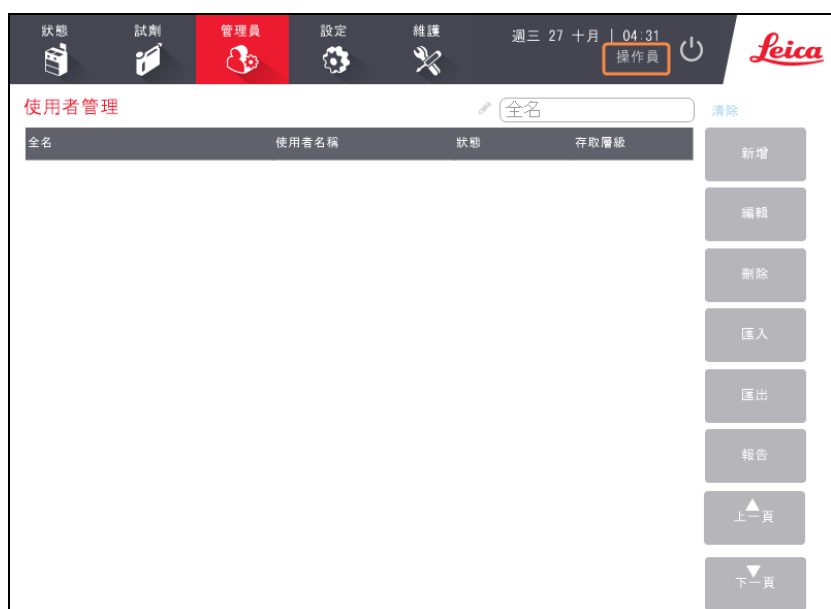 狀態 試劑 管理員 設定 維護 週三 27 十月 | 04:31
操作員
Leica
使用者管理 全名 清除
全名 使用者名稱 狀態 存取層級
新增
編輯
刪除
匯入
匯出
報告
上一頁
下一頁